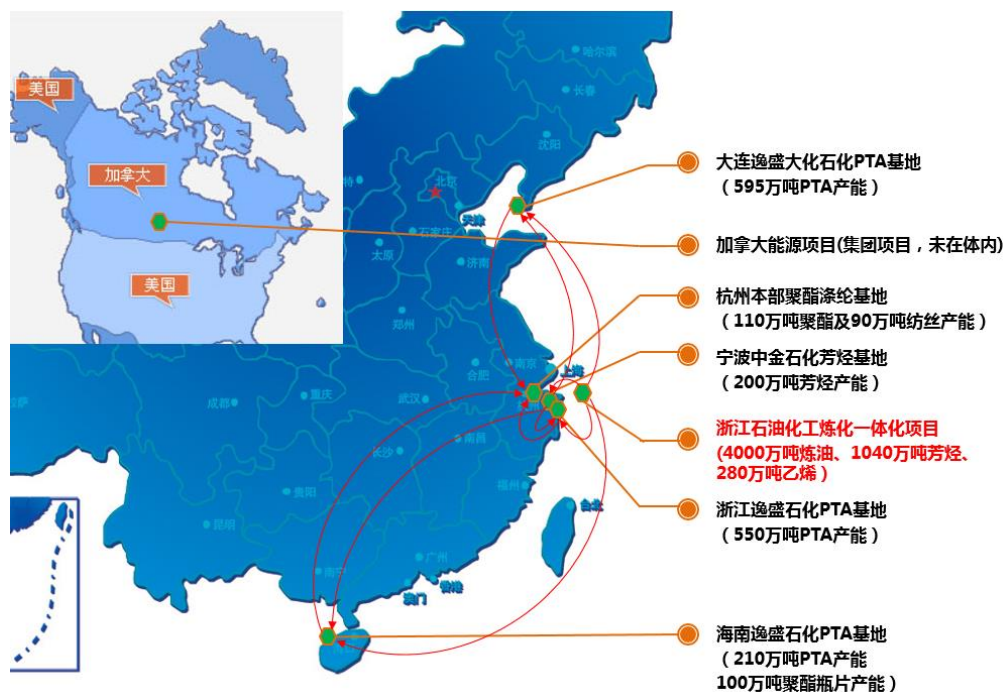 美国
加拿大
美国
哈尔滨
长春
沈阳
北京
天津
特
石家庄
太原
济南
郑州
合肥
南京
上海
成都
重庆
武汉
南昌
长沙
贵阳
福州
昆明
台北
南宁
广州
香港
澳门
大连逸盛大化石化PTA基地
（595万吨PTA产能）
加拿大能源项目(集团项目，未在体内)
杭州本部聚酯涤纶基地
（110万吨聚酯及90万吨纺丝产能）
宁波中金石化芳烃基地
（200万吨芳烃产能）
浙江石油化工炼化一体化项目
(4000万吨炼油、1040万吨芳烃、
280万吨乙烯）
浙江逸盛石化PTA基地
（550万吨PTA产能）
海南逸盛石化PTA基地
（210万吨PTA产能
100万吨聚酯瓶片产能）